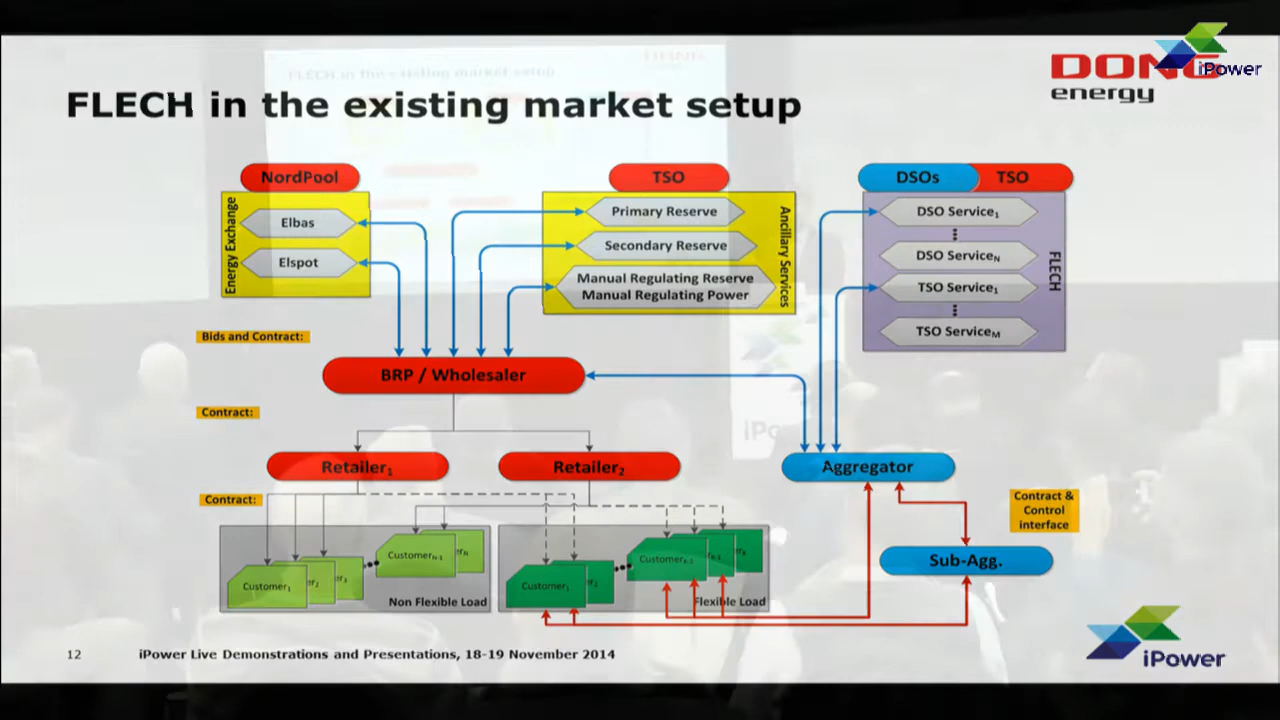 FLECH in the existing market setup
DONG
energy
iPower
NordPool
Energy Exchange
Elbas
Elspot
TSO
Primary Reserve
Secondary Reserve
Manual Regulating Reserve
Manual Regulating Power
Ancillary Services
DSOs
TSO
DSO Service₁
DSO Service_N
TSO Service₁
TSO Service_M
FLECH
Bids and Contract:
BRP / Wholesaler
Contract:
Retailer₁
Retailer₂
Aggregator
Contract:
Contract &
Control
interface
Customer₁
Customer_N-1
Non Flexible Load
Customer₁
Flexible Load
Sub-Agg.
12
iPower Live Demonstrations and Presentations, 18-19 November 2014
iPower